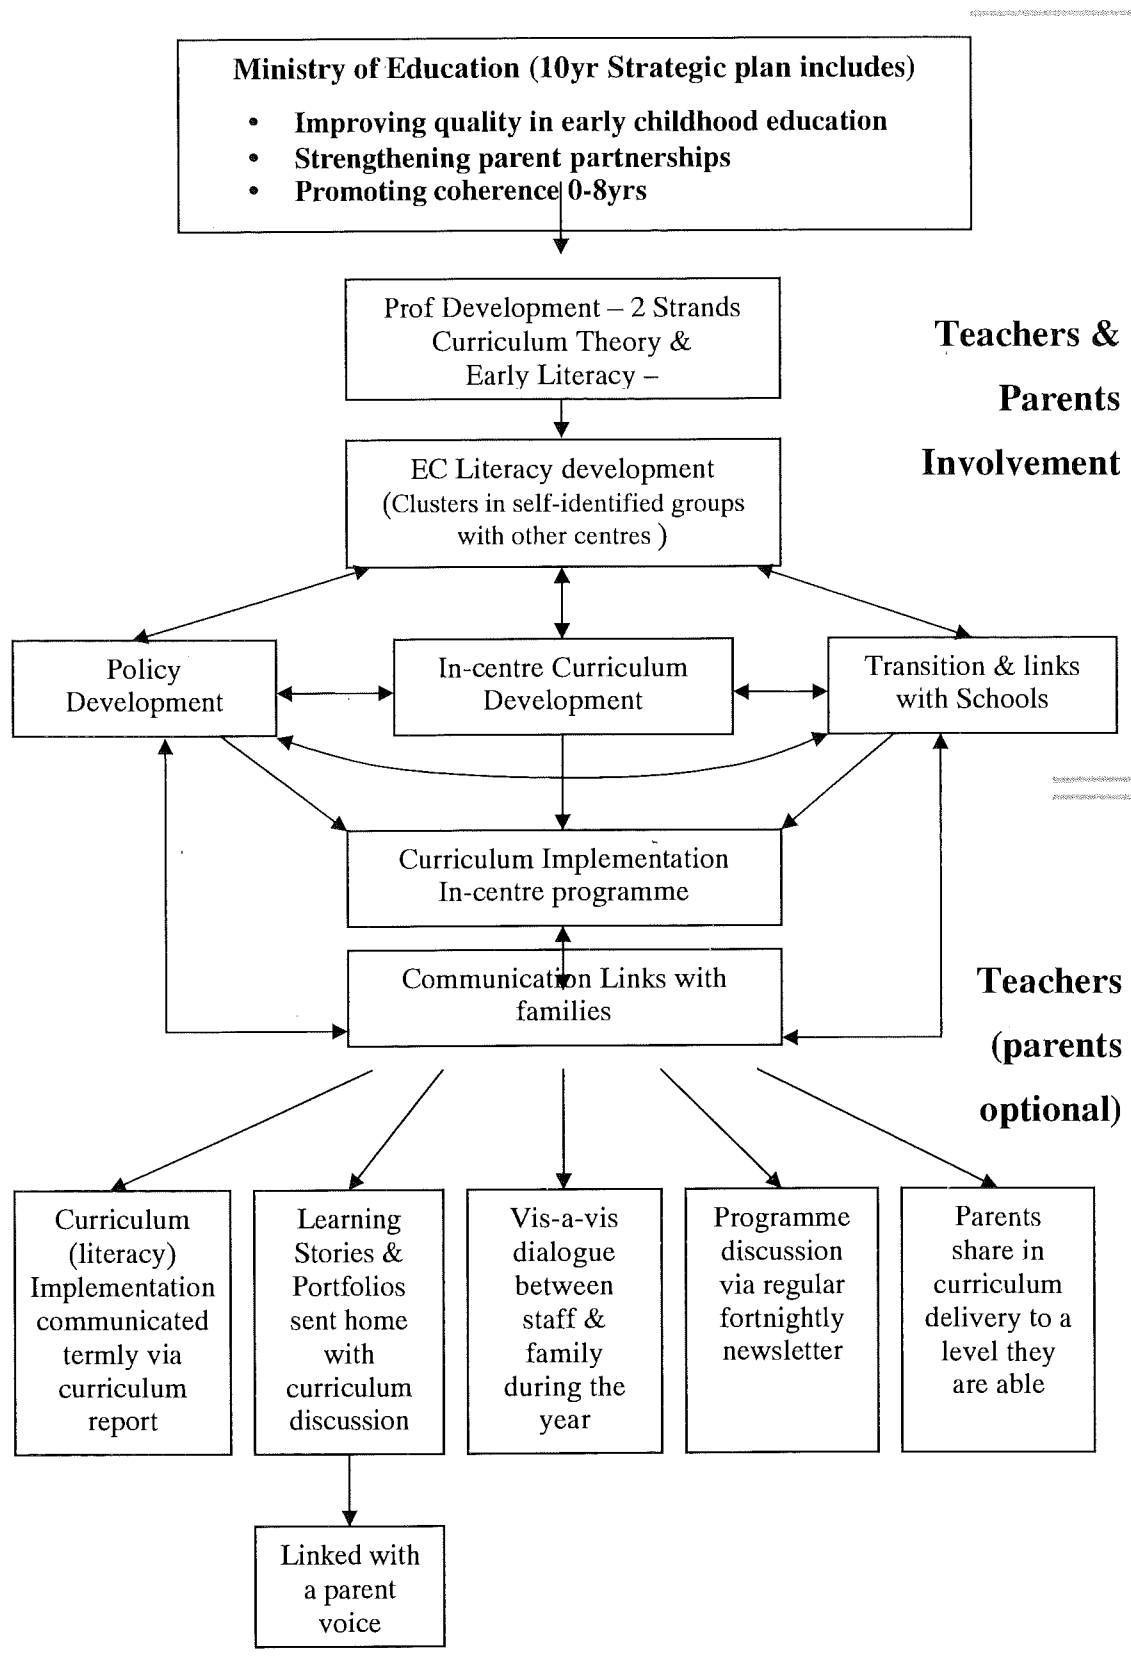 Ministry of Education (10yr Strategic plan includes)
• Improving quality in early childhood education
• Strengthening parent partnerships
• Promoting coherence 0-8yrs
Prof Development – 2 Strands
Curriculum Theory &
Early Literacy –
Teachers &
Parents
Involvement
EC Literacy development
(Clusters in self-identified groups
with other centres )
Policy
Development
In-centre Curriculum
Development
Transition & links
with Schools
Curriculum Implementation
In-centre programme
Communication Links with
families
Teachers
(parents
optional)
Curriculum
(literacy)
Implementation
communicated
termly via
curriculum
report
Learning
Stories &
Portfolios
sent home
with
curriculum
discussion
Vis-a-vis
dialogue
between
staff &
family
during the
year
Programme
discussion
via regular
fortnightly
newsletter
Parents
share in
curriculum
delivery to a
level they
are able
Linked with
a parent
voice